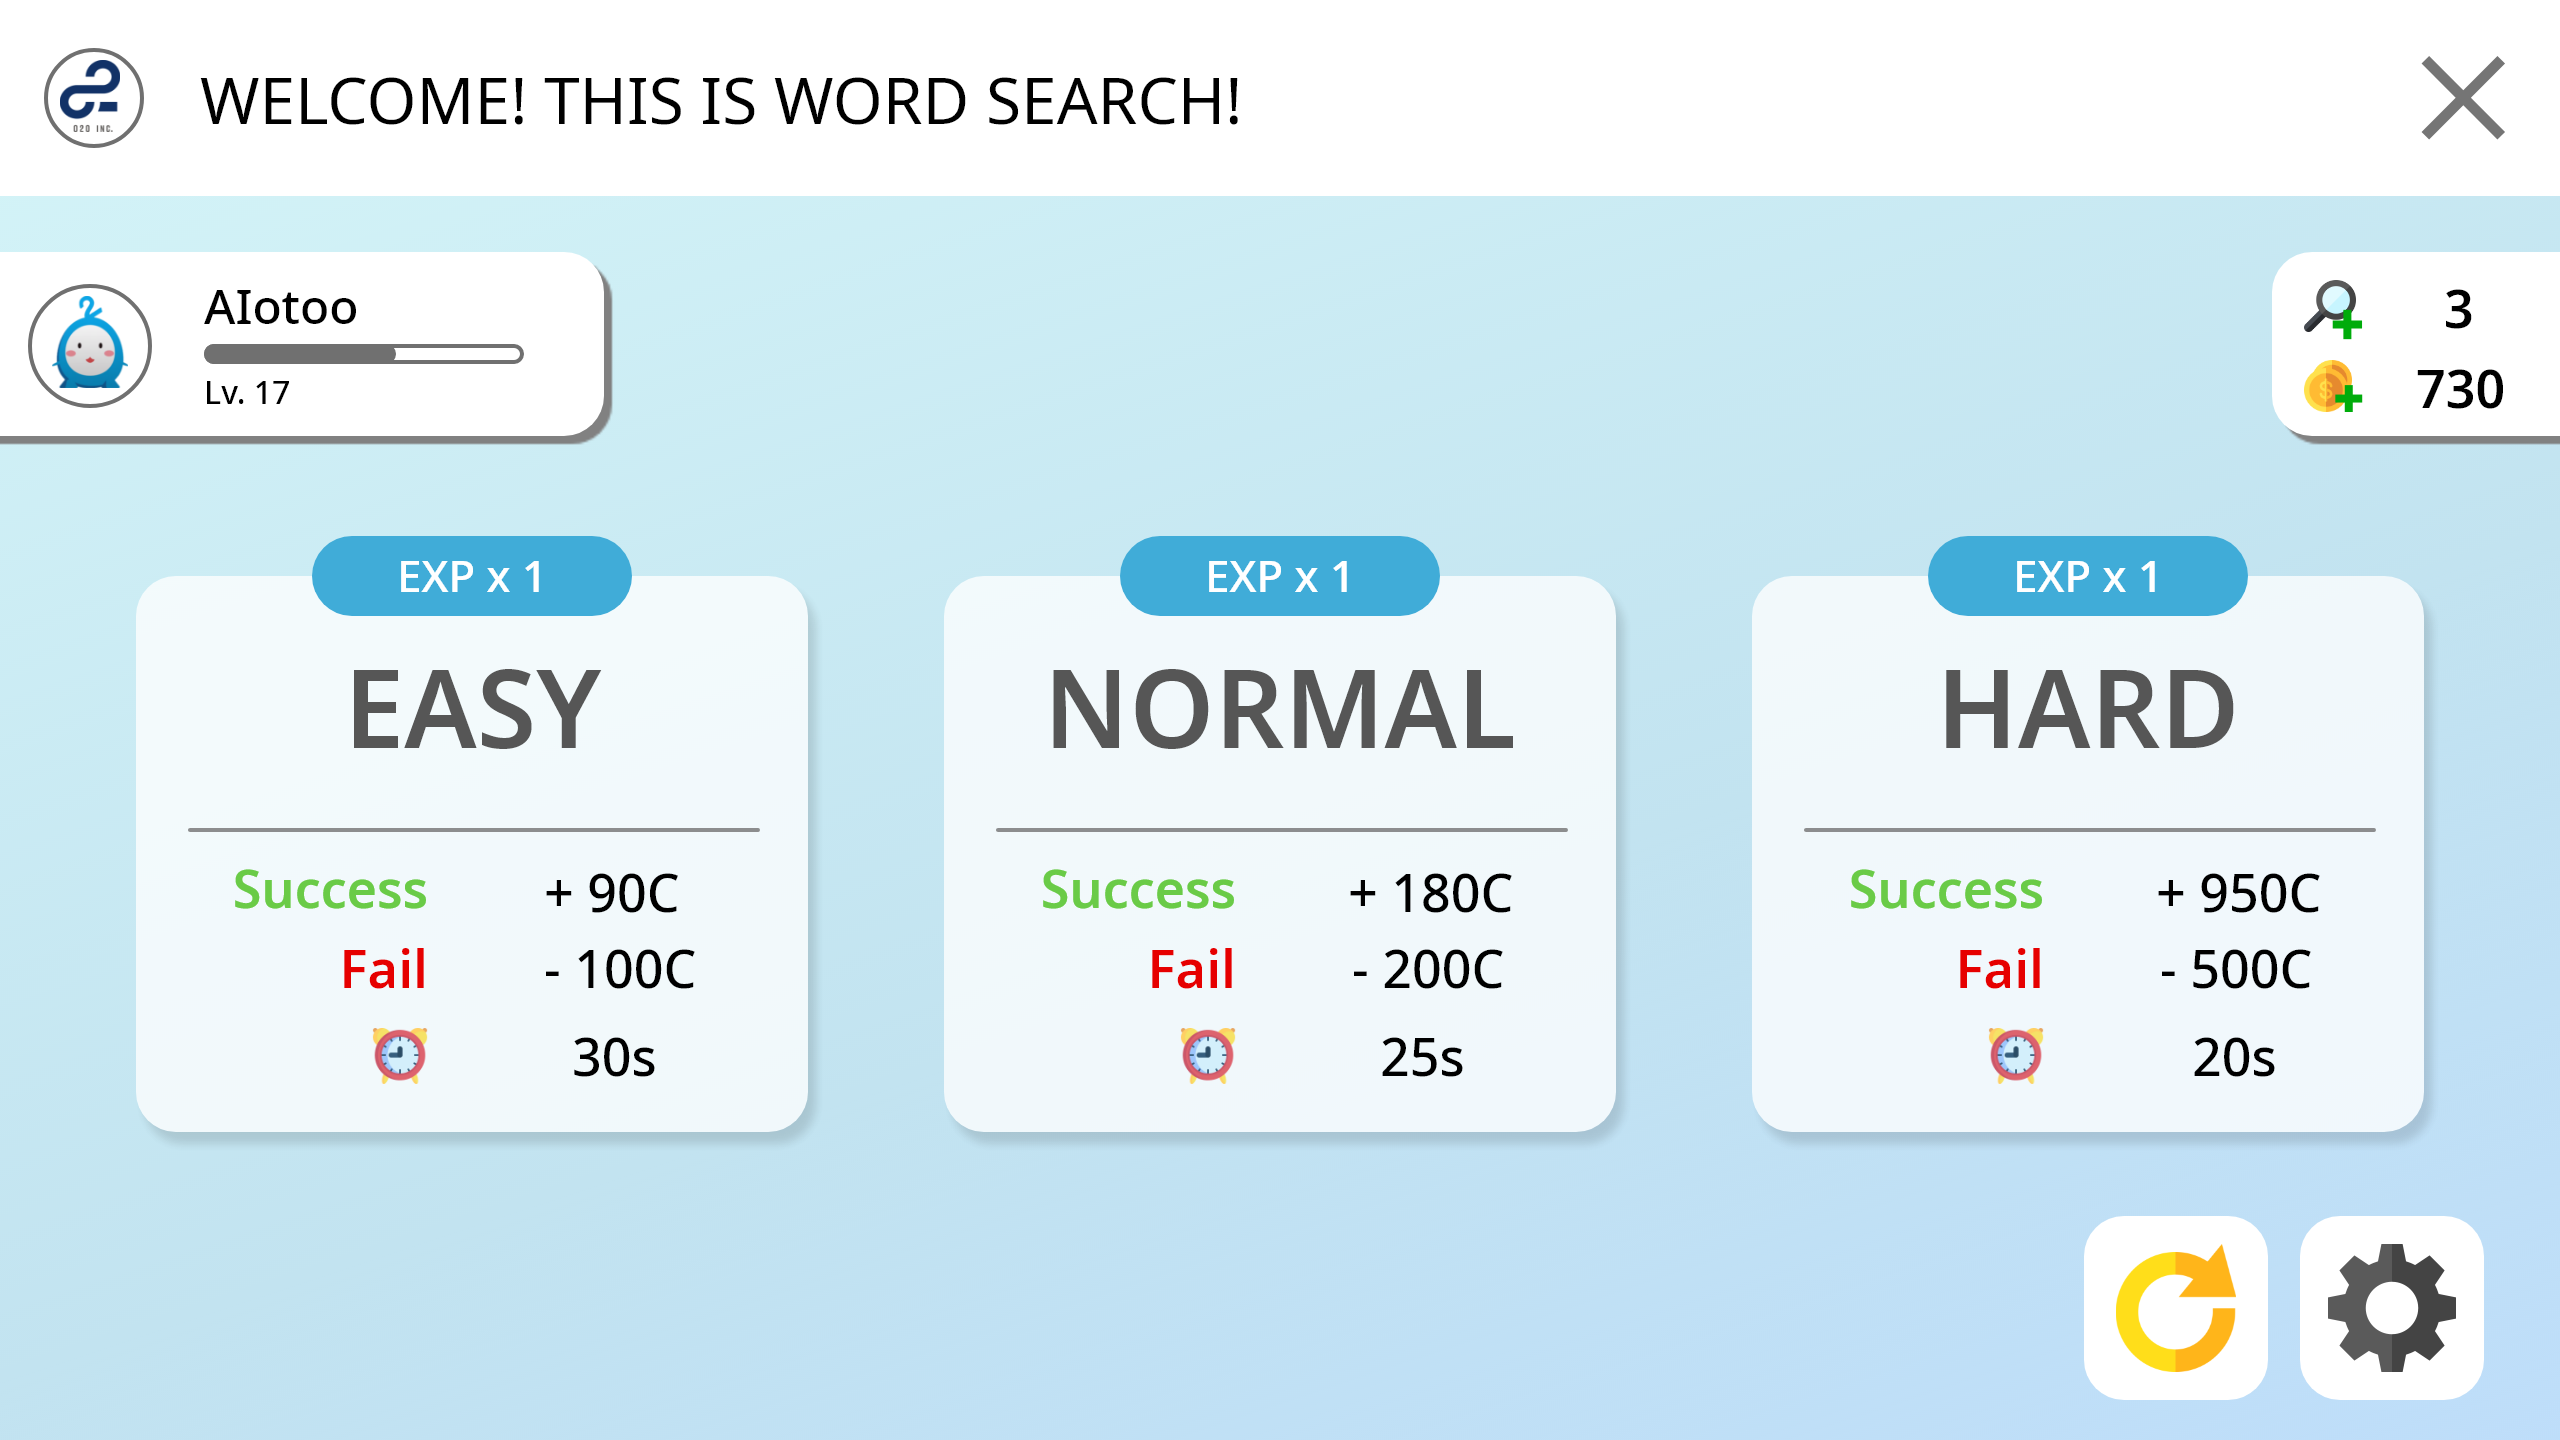 O2O INC.
WELCOME! THIS IS WORD SEARCH!
AIotoo
Lv. 17
3
730
EXP x 1
EASY
Success + 90C
Fail - 100C
30s
EXP x 1
NORMAL
Success + 180C
Fail - 200C
25s
EXP x 1
HARD
Success + 950C
Fail - 500C
20s